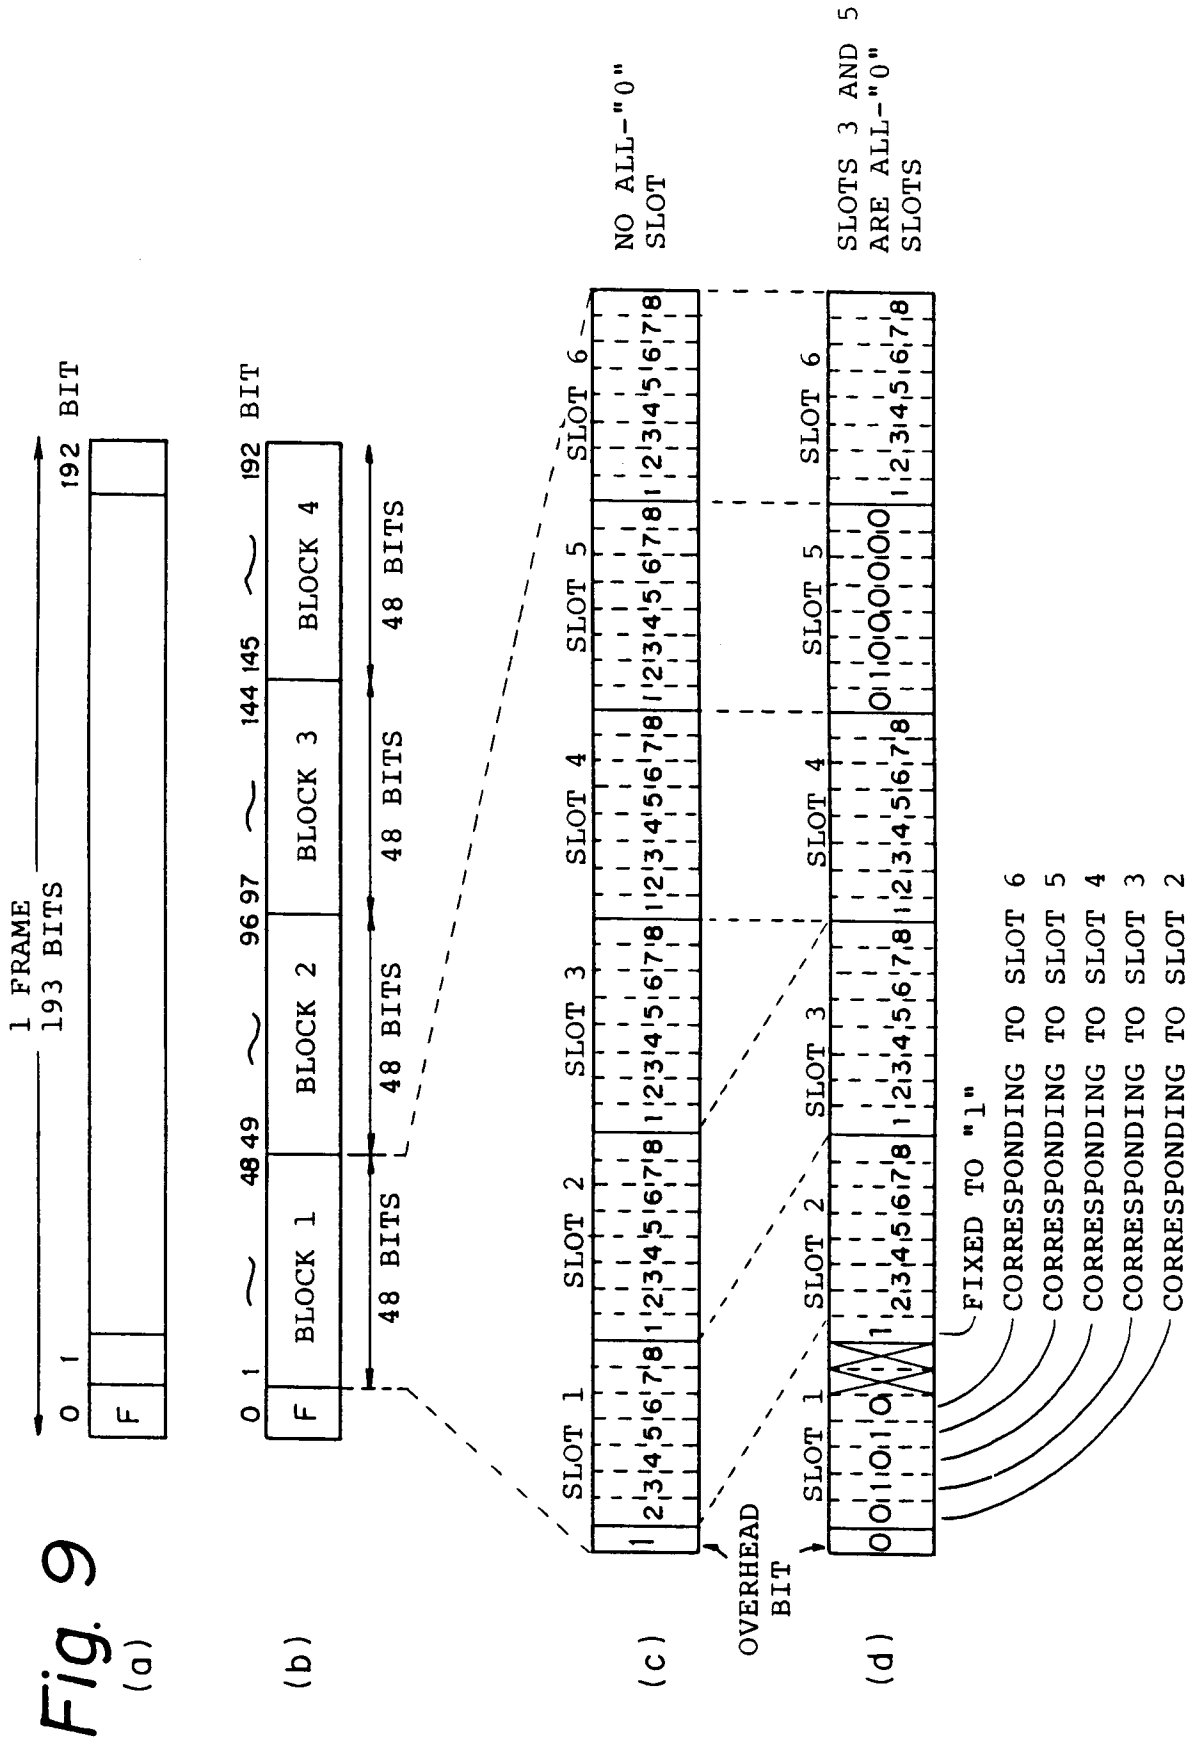 Fig. 9
1 FRAME
193 BITS
(a)
0 1 192 BIT
F
(b)
0 1 ~ 48 49 ~ 96 97 ~ 144 145 ~ 192 BIT
F BLOCK 1 BLOCK 2 BLOCK 3 BLOCK 4
48 BITS 48 BITS 48 BITS 48 BITS
(c)
SLOT 1 SLOT 2 SLOT 3 SLOT 4 SLOT 5 SLOT 6
1 2 3 4 5 6 7 8 1 2 3 4 5 6 7 8 1 2 3 4 5 6 7 8 1 2 3 4 5 6 7 8 1 2 3 4 5 6 7 8 1 2 3 4 5 6 7 8
NO ALL-"0"
SLOT
OVERHEAD
BIT
(d)
SLOT 1 SLOT 2 SLOT 3 SLOT 4 SLOT 5 SLOT 6
0 0 1 0 1 0 1 2 3 4 5 6 7 8 1 2 3 4 5 6 7 8 1 2 3 4 5 6 7 8 0 1 0 0 0 0 0 0 1 2 3 4 5 6 7 8
SLOTS 3 AND 5
ARE ALL-"0"
SLOTS
FIXED TO "1"
CORRESPONDING TO SLOT 6
CORRESPONDING TO SLOT 5
CORRESPONDING TO SLOT 4
CORRESPONDING TO SLOT 3
CORRESPONDING TO SLOT 2